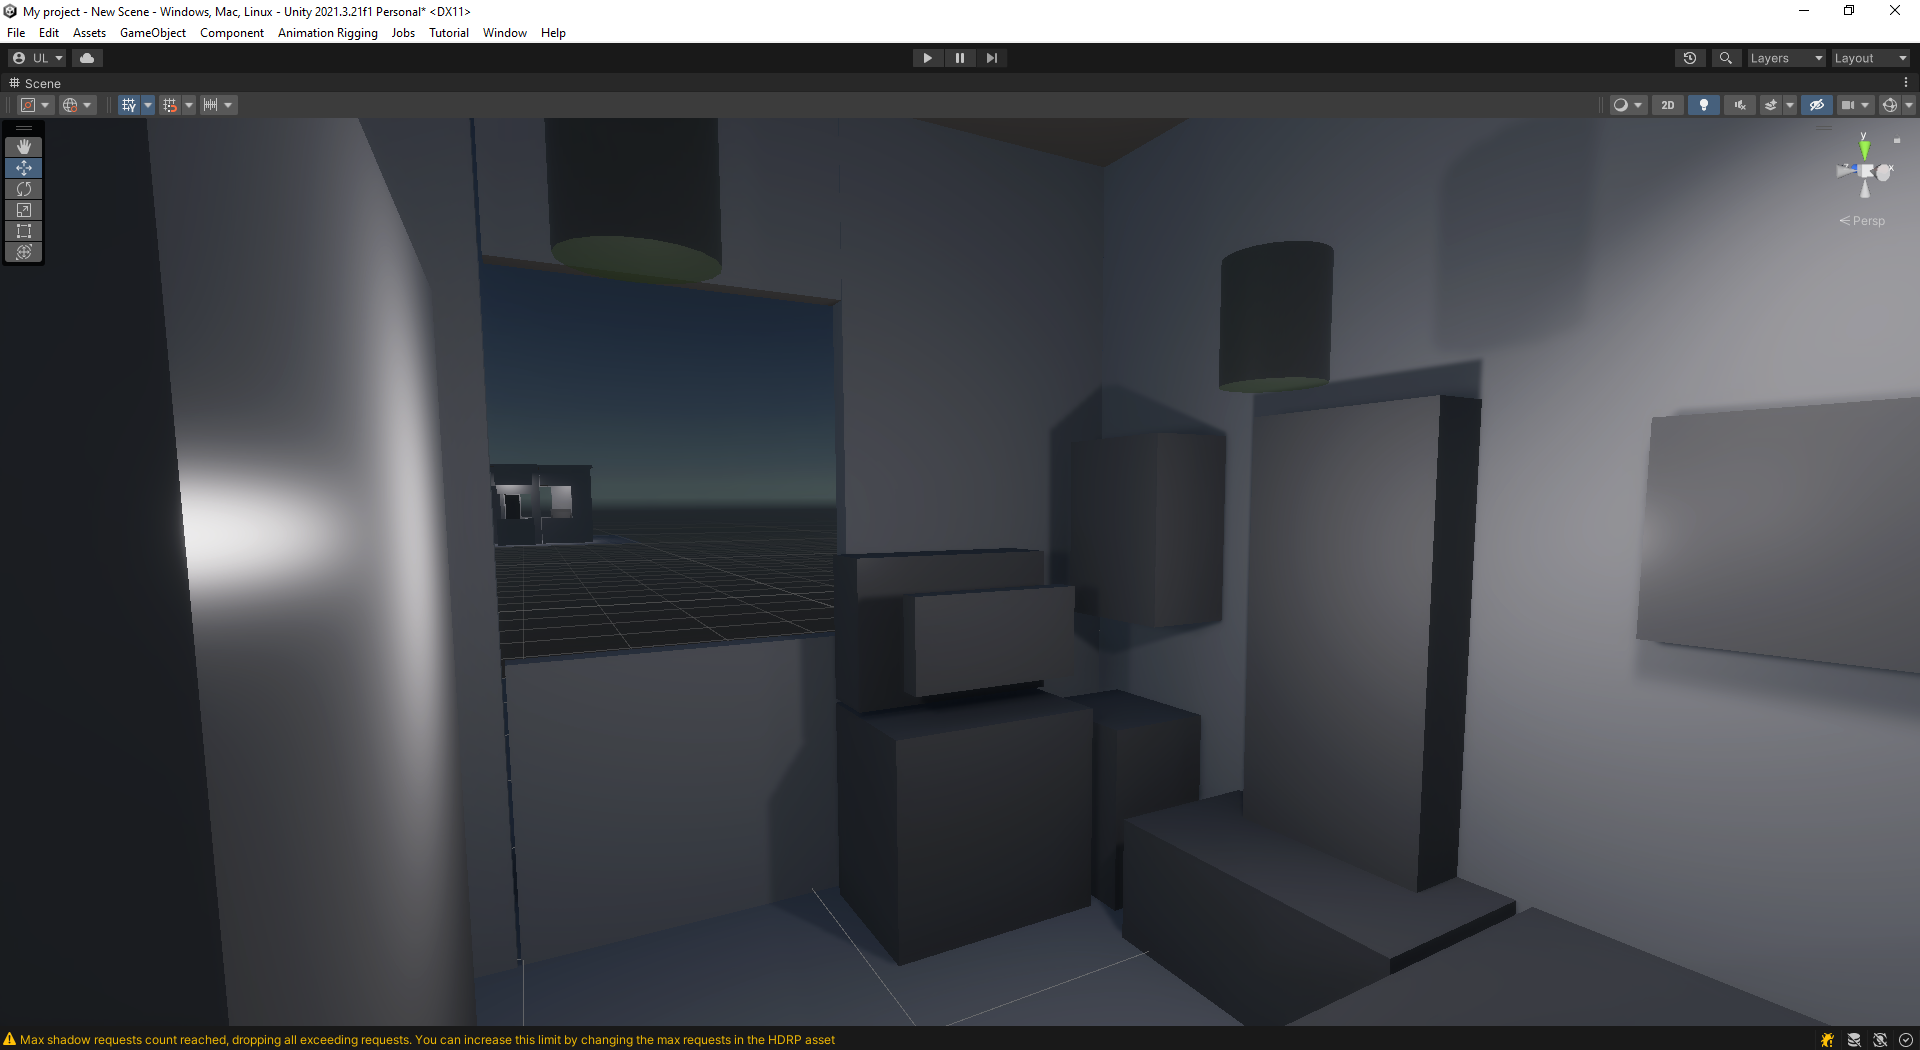 My project - New Scene - Windows, Mac, Linux - Unity 2021.3.21f1 Personal* <DX11>
File Edit Assets GameObject Component Animation Rigging Jobs Tutorial Window Help
UL Layers Layout
Scene
2D
y
x
Persp
Max shadow requests count reached, dropping all exceeding requests. You can increase this limit by changing the max requests in the HDRP asset